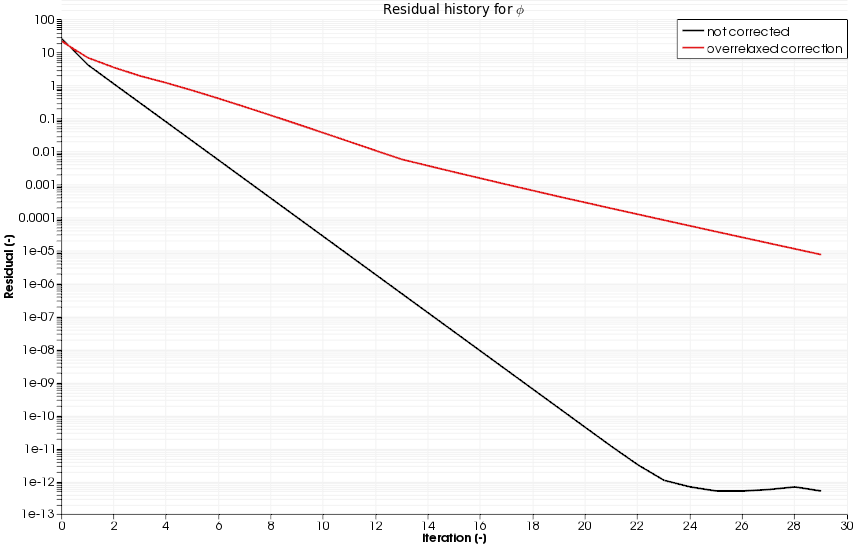 Residual history for ϕ
not corrected
overrelaxed correction
100
10
1
0.1
0.01
0.001
0.0001
1e-05
1e-06
1e-07
1e-08
1e-09
1e-10
1e-11
1e-12
1e-13
Residual (-)
0 2 4 6 8 10 12 14 16 18 20 22 24 26 28 30
Iteration (-)